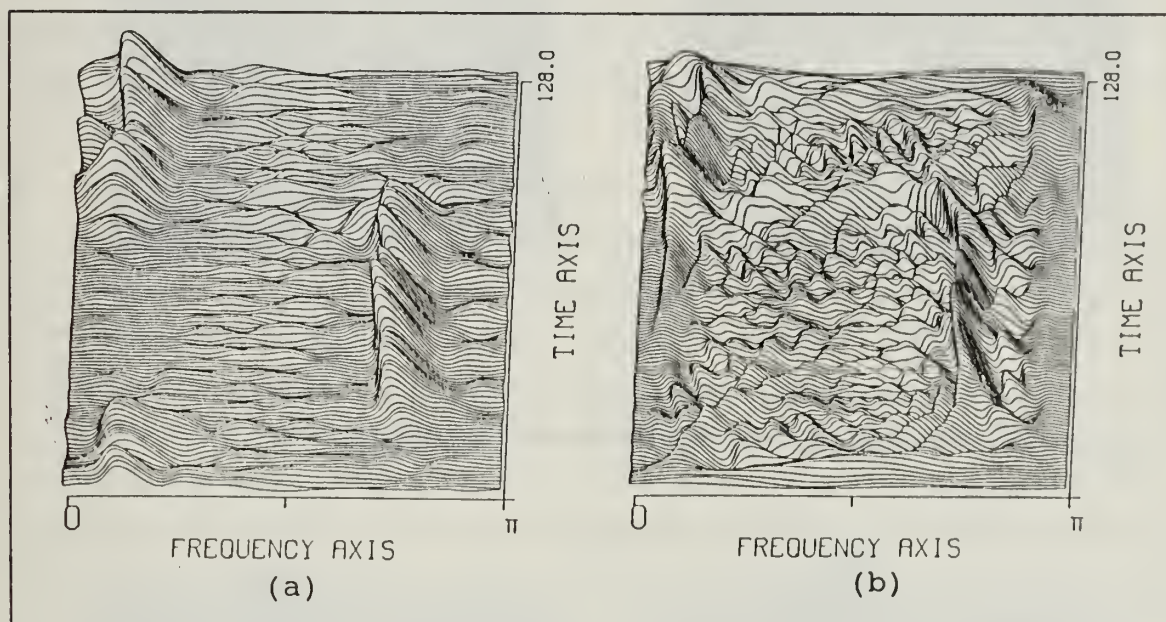 128.0
TIME AXIS
0
π
FREQUENCY AXIS
(a)
128.0
TIME AXIS
0
π
FREQUENCY AXIS
(b)